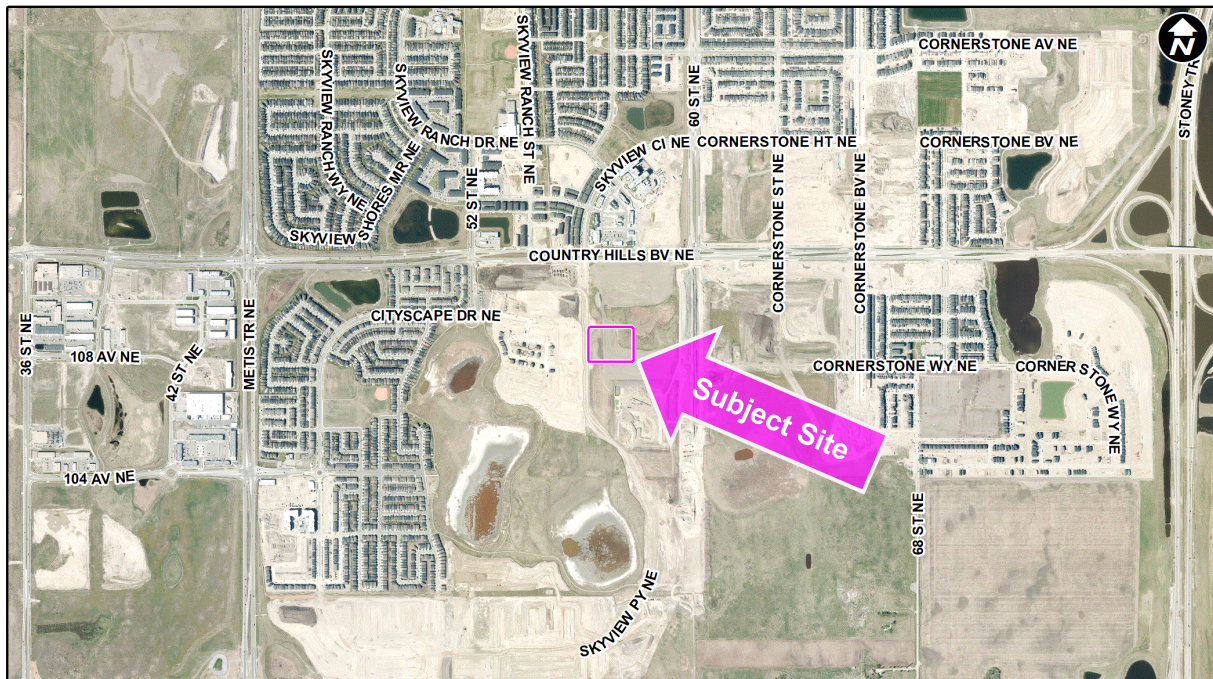 CORNERSTONE AV NE
N
STONEY TR
SKYVIEW RANCH WY NE
SKYVIEW RANCH DR NE
SKYVIEW RANCH ST NE
60 ST NE
SKYVIEW CI NE
CORNERSTONE HT NE
CORNERSTONE BV NE
SKYVIEW SHORES MR NE
52 ST NE
CORNERSTONE ST NE
CORNERSTONE BV NE
COUNTRY HILLS BV NE
36 ST NE
METIS TR NE
CITYSCAPE DR NE
108 AV NE
42 ST NE
CORNERSTONE WY NE
CORNERSTONE WY NE
Subject Site
104 AV NE
68 ST NE
SKYVIEW PY NE